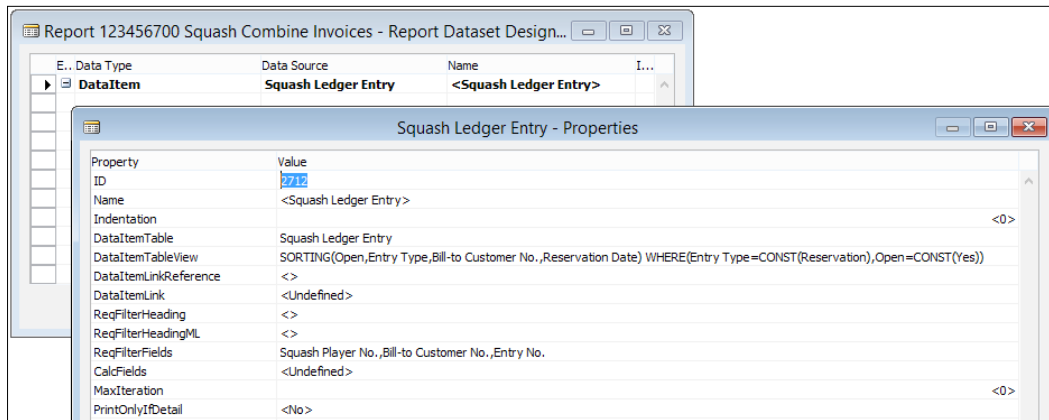 Report 123456700 Squash Combine Invoices - Report Dataset Design...
E.. Data Type Data Source Name I...
DataItem Squash Ledger Entry <Squash Ledger Entry>
Squash Ledger Entry - Properties
Property Value
ID 2712
Name <Squash Ledger Entry>
Indentation <0>
DataItemTable Squash Ledger Entry
DataItemTableView SORTING(Open,Entry Type,Bill-to Customer No.,Reservation Date) WHERE(Entry Type=CONST(Reservation),Open=CONST(Yes))
DataItemLinkReference <>
DataItemLink <Undefined>
ReqFilterHeading <>
ReqFilterHeadingML <>
ReqFilterFields Squash Player No.,Bill-to Customer No.,Entry No.
CalcFields <Undefined>
MaxIteration <0>
PrintOnlyIfDetail <No>